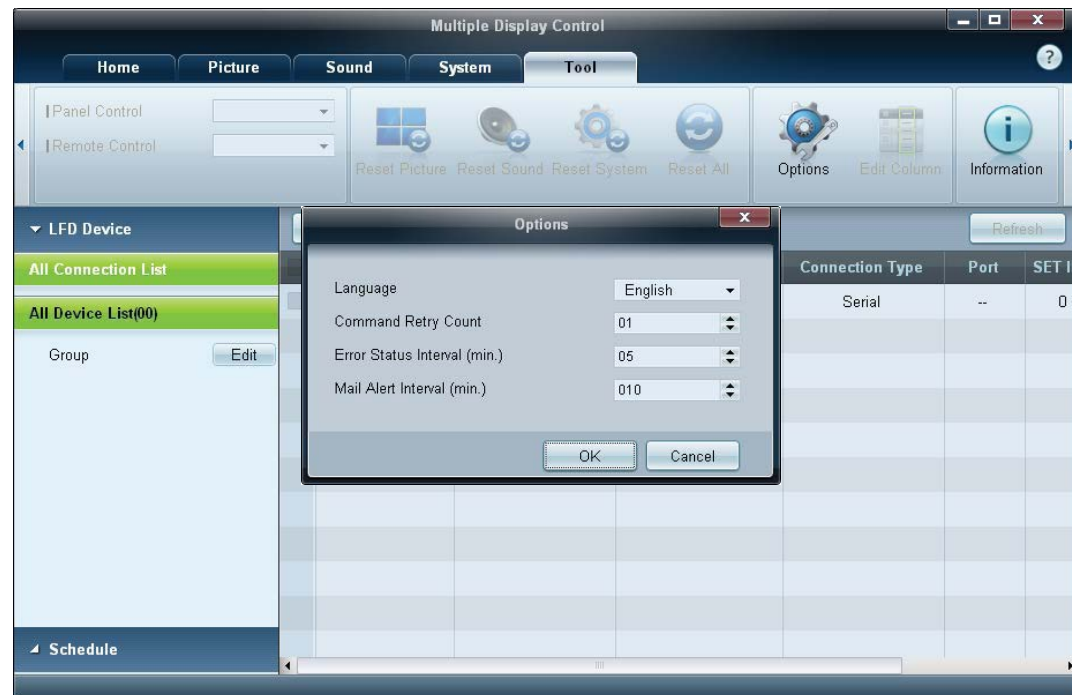 Multiple Display Control
Home Picture Sound System Tool
Panel Control
Remote Control
Reset Picture Reset Sound Reset System Reset All Options Edit Column Information
LFD Device
Refresh
All Connection List
Connection Type Port SET I
All Device List(00)
Serial -- 0
Group Edit
Options
Language English
Command Retry Count 01
Error Status Interval (min.) 05
Mail Alert Interval (min.) 010
OK Cancel
Schedule